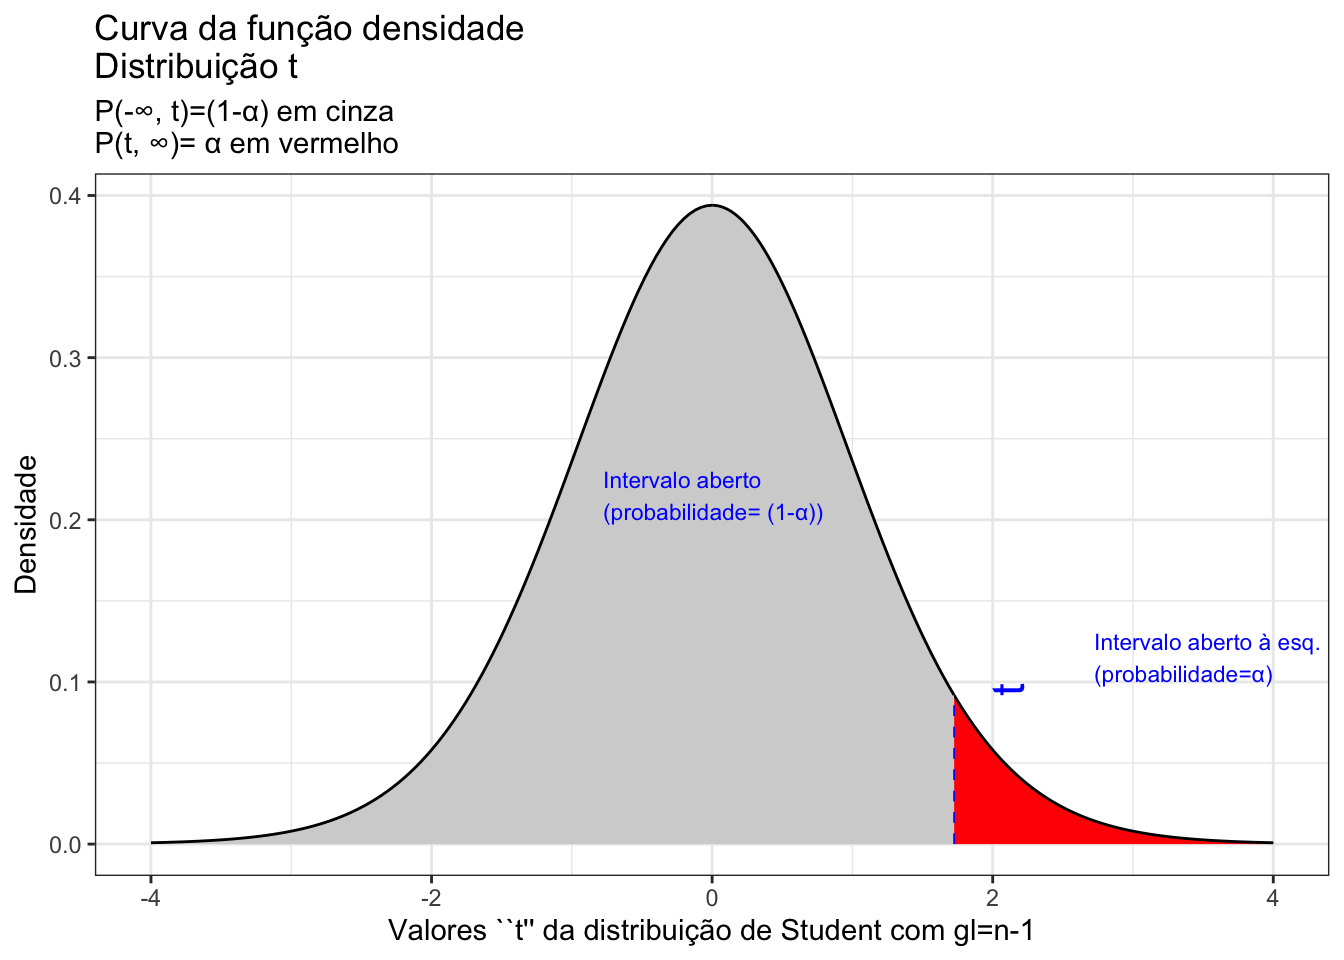 Curva da função densidade
Distribuição t
P(-∞, t)=(1-α) em cinza
P(t, ∞)= α em vermelho
0.4
0.3
0.2
0.1
0.0
Densidade
Intervalo aberto
(probabilidade= (1-α))
Intervalo aberto à esq.
(probabilidade=α)
-4
-2
0
2
4
Valores ``t'' da distribuição de Student com gl=n-1